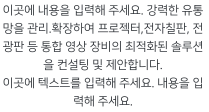 이곳에 내용을 입력해 주세요. 강력한 유통
망을 관리.확장하여 프로젝터,전자칠판, 전
광판 등 통합 영상 장비의 최적화된 솔루션
을 컨설팅 및 제안합니다.
이곳에 텍스트를 입력해 주세요. 내용을 입
력해 주세요.